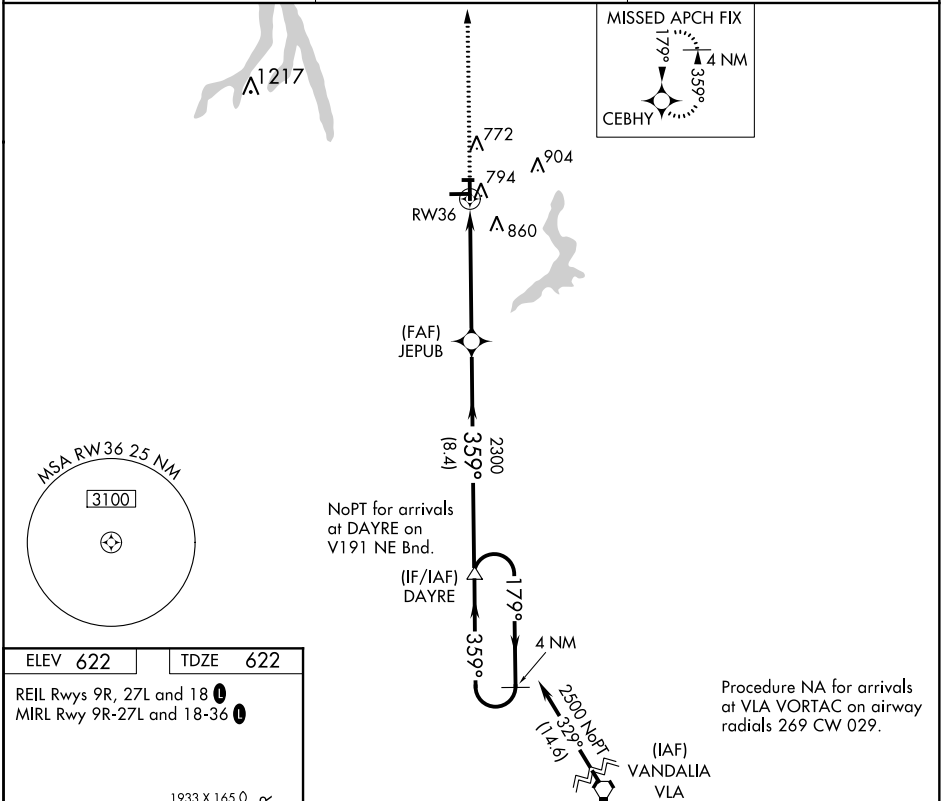 MISSED APCH FIX
179°
4 NM
359°
CEBHY
1217
772
904
794
RW36
860
(FAF)
JEPUB
2300
359°
(8.4)
MSA RW36 25 NM
3100
NoPT for arrivals
at DAYRE on
V191 NE Bnd.
(IF/IAF)
DAYRE
179°
359°
4 NM
2500 NoPT
329°
(14.6)
(IAF)
VANDALIA
VLA
Procedure NA for arrivals
at VLA VORTAC on airway
radials 269 CW 029.
ELEV 622
TDZE 622
REIL Rwys 9R, 27L and 18 L
MIRL Rwy 9R-27L and 18-36 L
1933 X 165